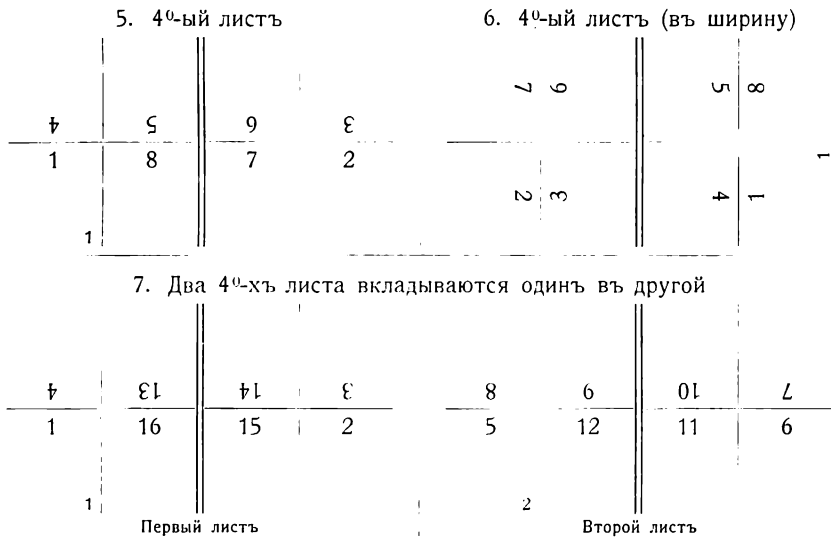 5. 4⁰-ый листъ 6. 4⁰-ый листъ (въ ширину)
7 6 5 8
4 5 6 3
1 8 7 2
1
2 3 4 1
1
7. Два 4⁰-хъ листа вкладываются одинъ въ другой
4 13 14 3 8 9 10 7
1 16 15 2 5 12 11 6
1 2
Первый листъ Второй листъ